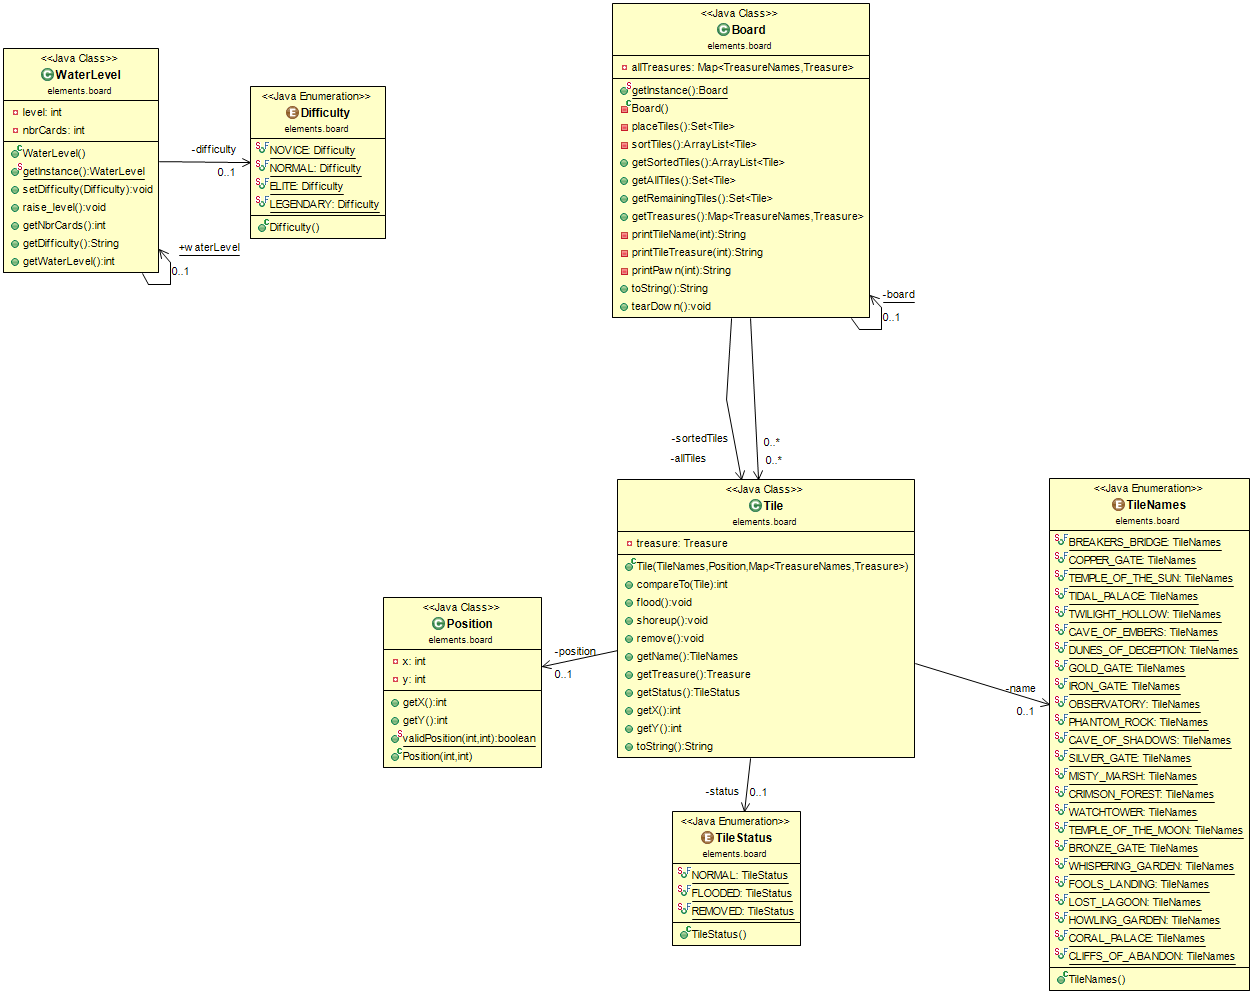 <<Java Class>>
WaterLevel
elements.board
level: int
nbrCards: int
WaterLevel()
getInstance():WaterLevel
setDifficulty(Difficulty):void
raise_level():void
getNbrCards():int
getDifficulty():String
getWaterLevel():int
-difficulty
0..1
+waterLevel
0..1
<<Java Enumeration>>
Difficulty
elements.board
NOVICE: Difficulty
NORMAL: Difficulty
ELITE: Difficulty
LEGENDARY: Difficulty
Difficulty()
<<Java Class>>
Board
elements.board
allTreasures: Map<TreasureNames,Treasure>
getInstance():Board
Board()
placeTiles():Set<Tile>
sortTiles():ArrayList<Tile>
getSortedTiles():ArrayList<Tile>
getAllTiles():Set<Tile>
getRemainingTiles():Set<Tile>
getTreasures():Map<TreasureNames,Treasure>
printTileName(int):String
printTileTreasure(int):String
printPawn(int):String
toString():String
tearDown():void
-board
0..1
-sortedTiles
0..*
-allTiles
0..*
<<Java Class>>
Tile
elements.board
treasure: Treasure
Tile(TileNames,Position,Map<TreasureNames,Treasure>)
compareTo(Tile):int
flood():void
shoreup():void
remove():void
getName():TileNames
getTreasure():Treasure
getStatus():TileStatus
getX():int
getY():int
toString():String
-position
0..1
<<Java Class>>
Position
elements.board
x: int
y: int
getX():int
getY():int
validPosition(int,int):boolean
Position(int,int)
-status
0..1
<<Java Enumeration>>
TileStatus
elements.board
NORMAL: TileStatus
FLOODED: TileStatus
REMOVED: TileStatus
TileStatus()
-name
0..1
<<Java Enumeration>>
TileNames
elements.board
BREAKERS_BRIDGE: TileNames
COPPER_GATE: TileNames
TEMPLE_OF_THE_SUN: TileNames
TIDAL_PALACE: TileNames
TWILIGHT_HOLLOW: TileNames
CAVE_OF_EMBERS: TileNames
DUNES_OF_DECEPTION: TileNames
GOLD_GATE: TileNames
IRON_GATE: TileNames
OBSERVATORY: TileNames
PHANTOM_ROCK: TileNames
CAVE_OF_SHADOWS: TileNames
SILVER_GATE: TileNames
MISTY_MARSH: TileNames
CRIMSON_FOREST: TileNames
WATCHTOWER: TileNames
TEMPLE_OF_THE_MOON: TileNames
BRONZE_GATE: TileNames
WHISPERING_GARDEN: TileNames
FOOLS_LANDING: TileNames
LOST_LAGOON: TileNames
HOWLING_GARDEN: TileNames
CORAL_PALACE: TileNames
CLIFFS_OF_ABANDON: TileNames
TileNames()